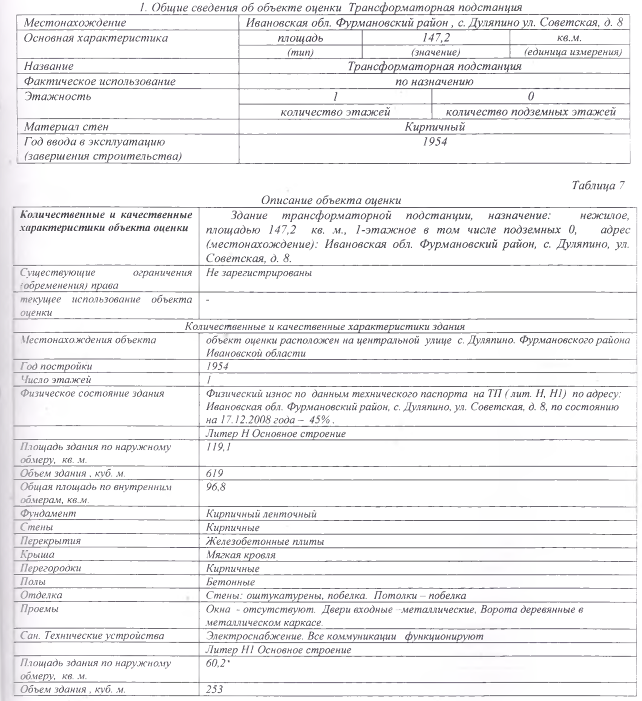 1. Общие сведения об объекте оценки Трансформаторная подстанция
Местонахождение Ивановская обл. Фурмановский район , с. Дуляпино ул. Советская, д. 8
Основная характеристика площадь 147,2 кв.м.
(тип) (значение) (единица измерения)
Название Трансформаторная подстанция
Фактическое использование по назначению
Этажность 1 0
количество этажей количество подземных этажей
Материал стен Кирпичный
Год ввода в эксплуатацию 1954
(завершения строительства)
Таблица 7
Описание объекта оценки
Количественные и качественные Здание трансформаторной подстанции, назначение: нежилое,
характеристики объекта оценки площадью 147,2 кв. м., 1-этажное в том числе подземных 0, адрес
(местонахождение): Ивановская обл. Фурмановский район, с. Дуляпино, ул.
Советская, д. 8.
Существующие ограничения Не зарегистрированы
(обременения) права
текущее использование объекта -
оценки
Количественные и качественные характеристики здания
Местонахождения объекта объект оценки расположен на центральной улице с. Дуляпино. Фурмановского района
Ивановской области
Год постройки 1954
Число этажей 1
Физическое состояние здания Физический износ по данным технического паспорта на ТП ( лит. Н, Н1) по адресу:
Ивановская обл. Фурмановский район, с. Дуляпино, ул. Советская, д. 8, по состоянию
на 17.12.2008 года – 45% .
Литер Н Основное строение
Площадь здания по наружному 119,1
обмеру, кв. м.
Объем здания , куб. м. 619
Общая площадь по внутренним 96,8
обмерам, кв.м.
Фундамент Кирпичный ленточный
Стены Кирпичные
Перекрытия Железобетонные плиты
Крыша Мягкая кровля
Перегородки Кирпичные
Полы Бетонные
Отделка Стены: оштукатурены, побелка. Потолки – побелка
Проемы Окна - отсутствуют. Двери входные –металлические. Ворота деревянные в
металлическом каркасе.
Сан. Технические устройства Электроснабжение. Все коммуникации функционируют
Литер Н1 Основное строение
Площадь здания по наружному 60,2
обмеру, кв. м.
Объем здания , куб. м. 253